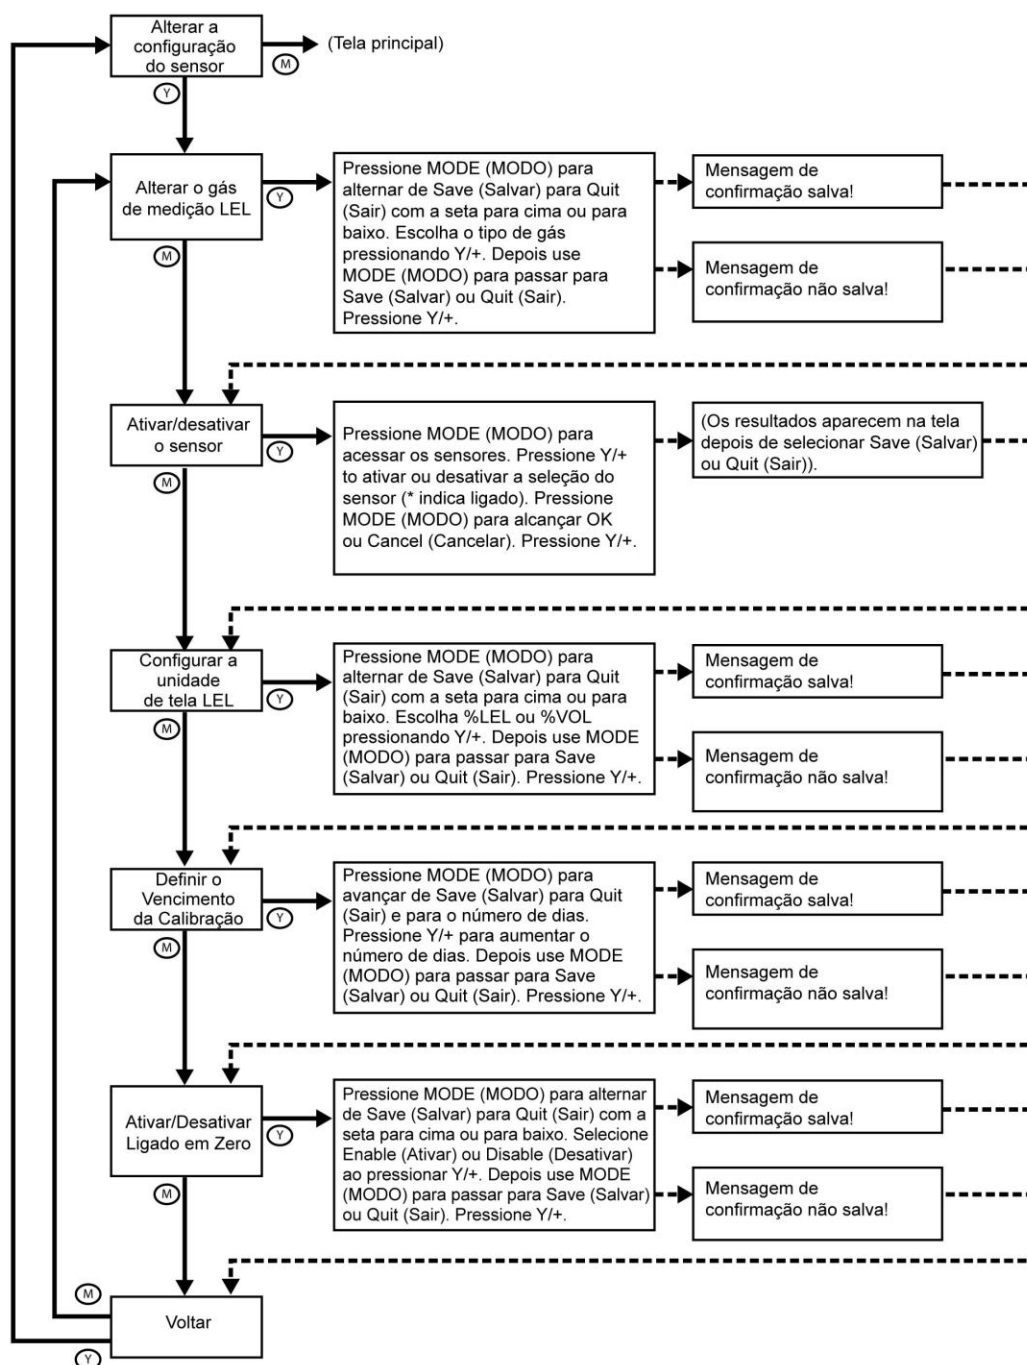 Alterar a
configuração
do sensor
M
(Tela principal)
Y
Alterar o gás
de medição LEL
Y
M
Pressione MODE (MODO) para
alternar de Save (Salvar) para Quit
(Sair) com a seta para cima ou para
baixo. Escolha o tipo de gás
pressionando Y/+. Depois use
MODE (MODO) para passar para
Save (Salvar) ou Quit (Sair).
Pressione Y/+.
Mensagem de
confirmação salva!
Mensagem de
confirmação não salva!
Ativar/desativar
o sensor
Y
M
Pressione MODE (MODO) para
acessar os sensores. Pressione Y/+
to ativar ou desativar a seleção do
sensor (* indica ligado). Pressione
MODE (MODO) para alcançar OK
ou Cancel (Cancelar). Pressione Y/+.
(Os resultados aparecem na tela
depois de selecionar Save (Salvar)
ou Quit (Sair)).
Configurar a
unidade
de tela LEL
Y
M
Pressione MODE (MODO) para
alternar de Save (Salvar) para Quit
(Sair) com a seta para cima ou para
baixo. Escolha %LEL ou %VOL
pressionando Y/+. Depois use MODE
(MODO) para passar para Save
(Salvar) ou Quit (Sair). Pressione Y/+.
Mensagem de
confirmação salva!
Mensagem de
confirmação não salva!
Definir o
Vencimento
da Calibração
Y
M
Pressione MODE (MODO) para
avançar de Save (Salvar) para Quit
(Sair) e para o número de dias.
Pressione Y/+ para aumentar o
número de dias. Depois use MODE
(MODO) para passar para Save
(Salvar) ou Quit (Sair). Pressione Y/+.
Mensagem de
confirmação salva!
Mensagem de
confirmação não salva!
Ativar/Desativar
Ligado em Zero
Y
M
Pressione MODE (MODO) para alternar
de Save (Salvar) para Quit (Sair) com a
seta para cima ou para baixo. Selecione
Enable (Ativar) ou Disable (Desativar)
ao pressionar Y/+. Depois use MODE
(MODO) para passar para Save (Salvar)
ou Quit (Sair). Pressione Y/+.
Mensagem de
confirmação salva!
Mensagem de
confirmação não salva!
M
Voltar
Y